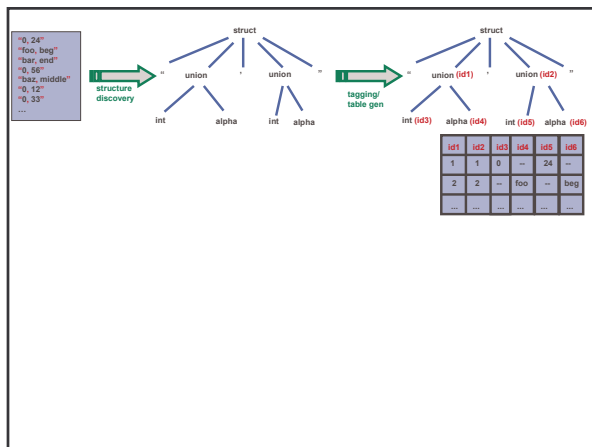 "0, 24"
"foo, beg"
"bar, end"
"0, 56"
"baz, middle"
"0, 12"
"0, 33"
...
structure
discovery
struct
" union , union "
int alpha int alpha
tagging/
table gen
struct
" union (id1) , union (id2) "
int (id3) alpha (id4) int (id5) alpha (id6)
id1 id2 id3 id4 id5 id6
1 1 0 -- 24 --
2 2 -- foo -- beg
... ... ... ... ... ...